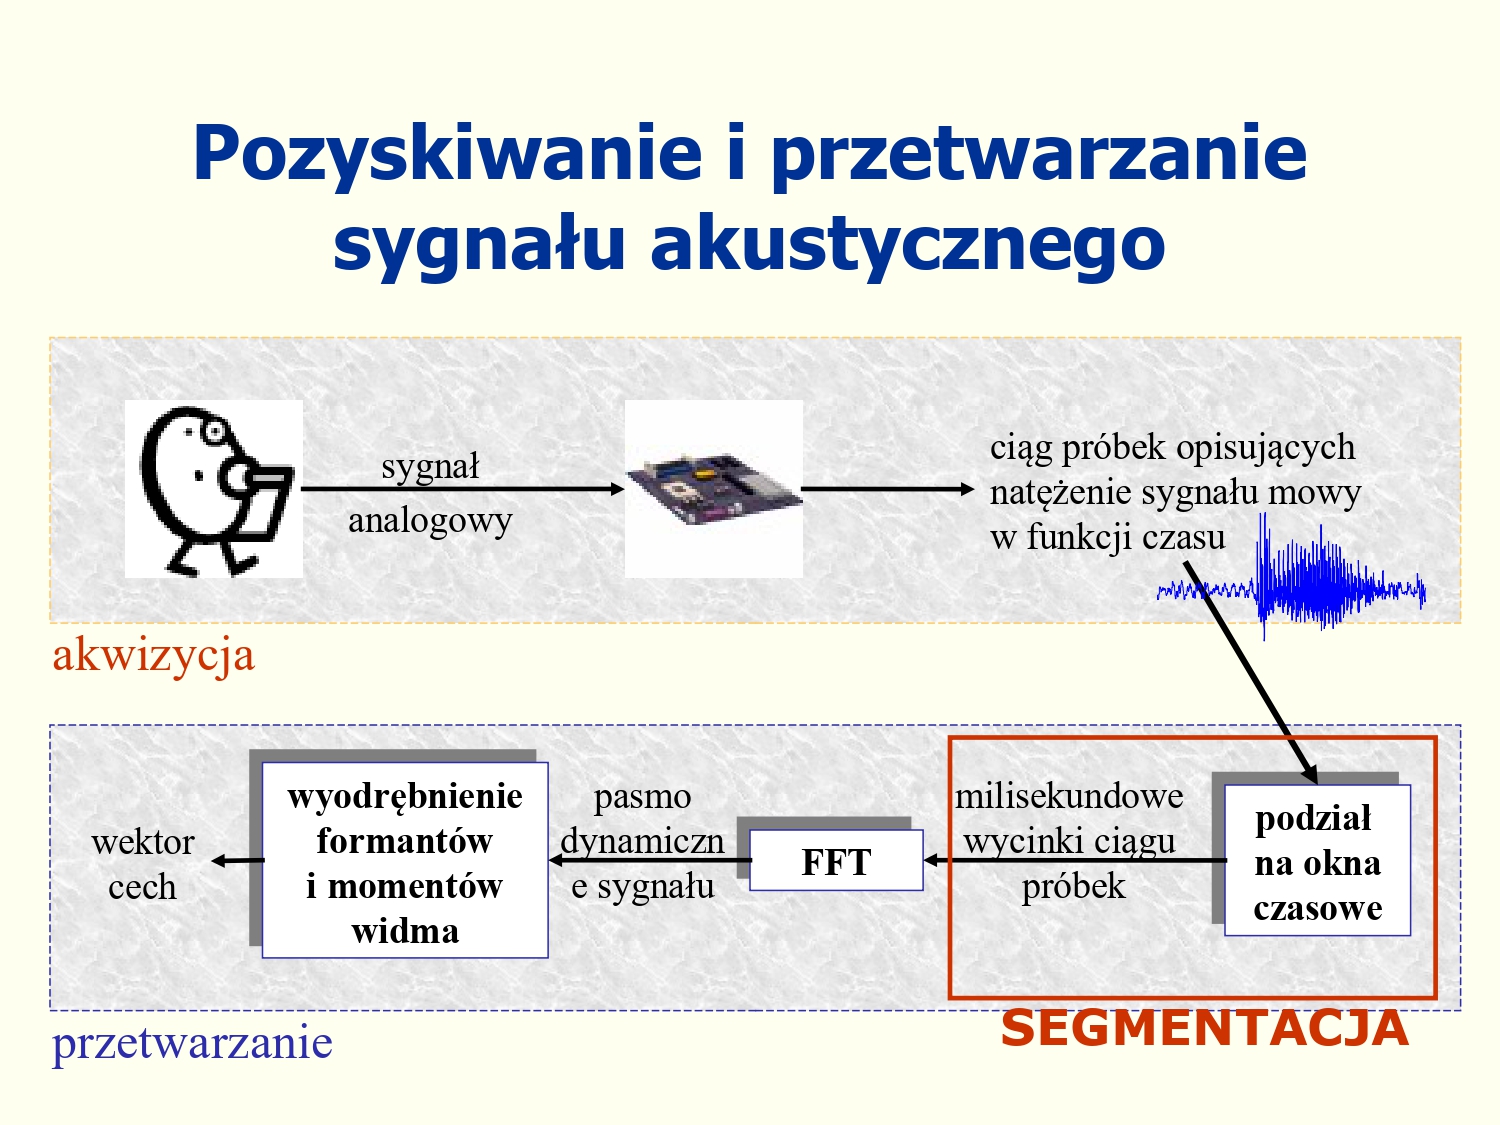 Pozyskiwanie i przetwarzanie
sygnału akustycznego
sygnał
analogowy
ciąg próbek opisujących
natężenie sygnału mowy
w funkcji czasu
akwizycja
wektor
cech
wyodrębnienie
formantów
i momentów
widma
pasmo
dynamiczn
e sygnału
FFT
milisekundowe
wycinki ciągu
próbek
podział
na okna
czasowe
przetwarzanie
SEGMENTACJA